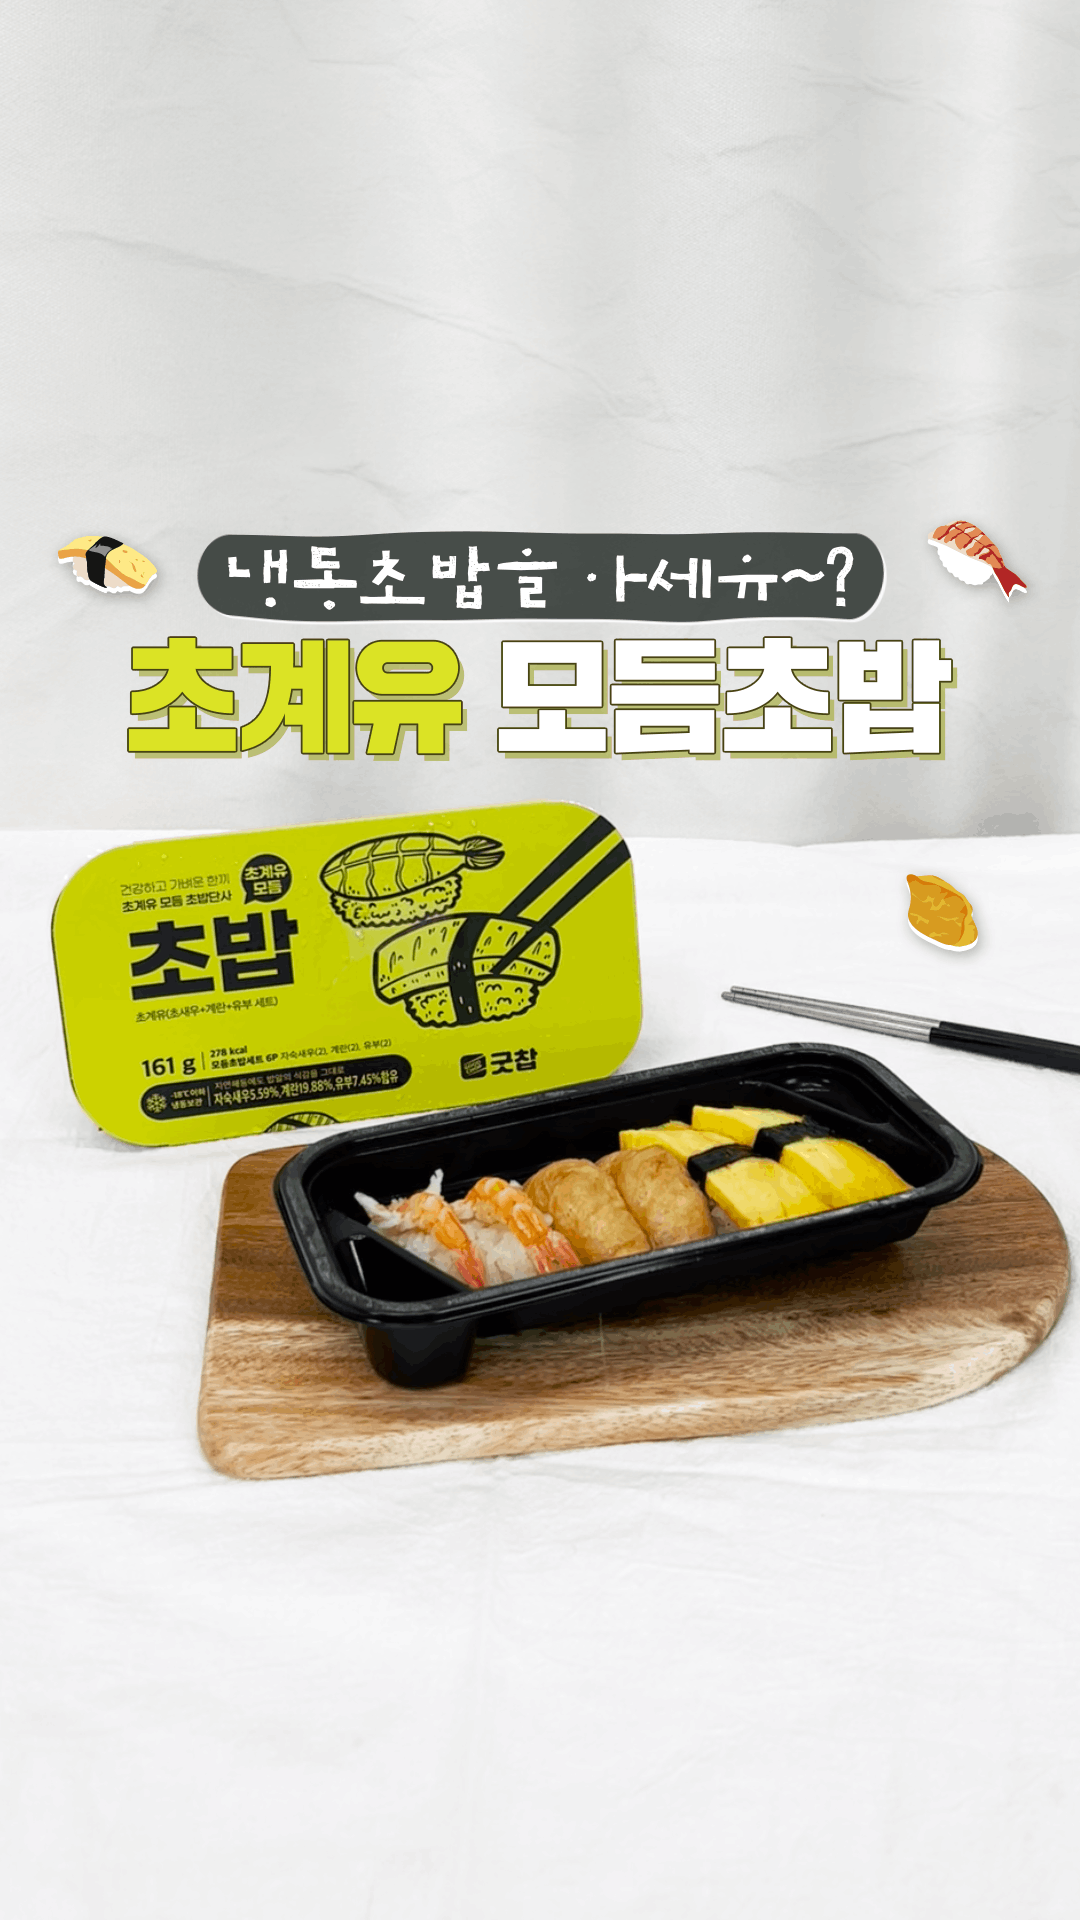 냉동초밥을 아세유~?
초계유 모듬초밥
건강하고 가벼운 한끼
초계유 모듬 초밥단사
초계유
모듬
초밥
초계유(초새우+계란+유부 세트)
161 g
278 kcal
모듬초밥세트 6P 자숙새우(2), 계란(2), 유부(2)
-18℃이하
냉동보관
자연해동에도 밥알의 식감을 그대로
자숙새우5.59%,계란19.88%,유부7.45%함유
굿찹